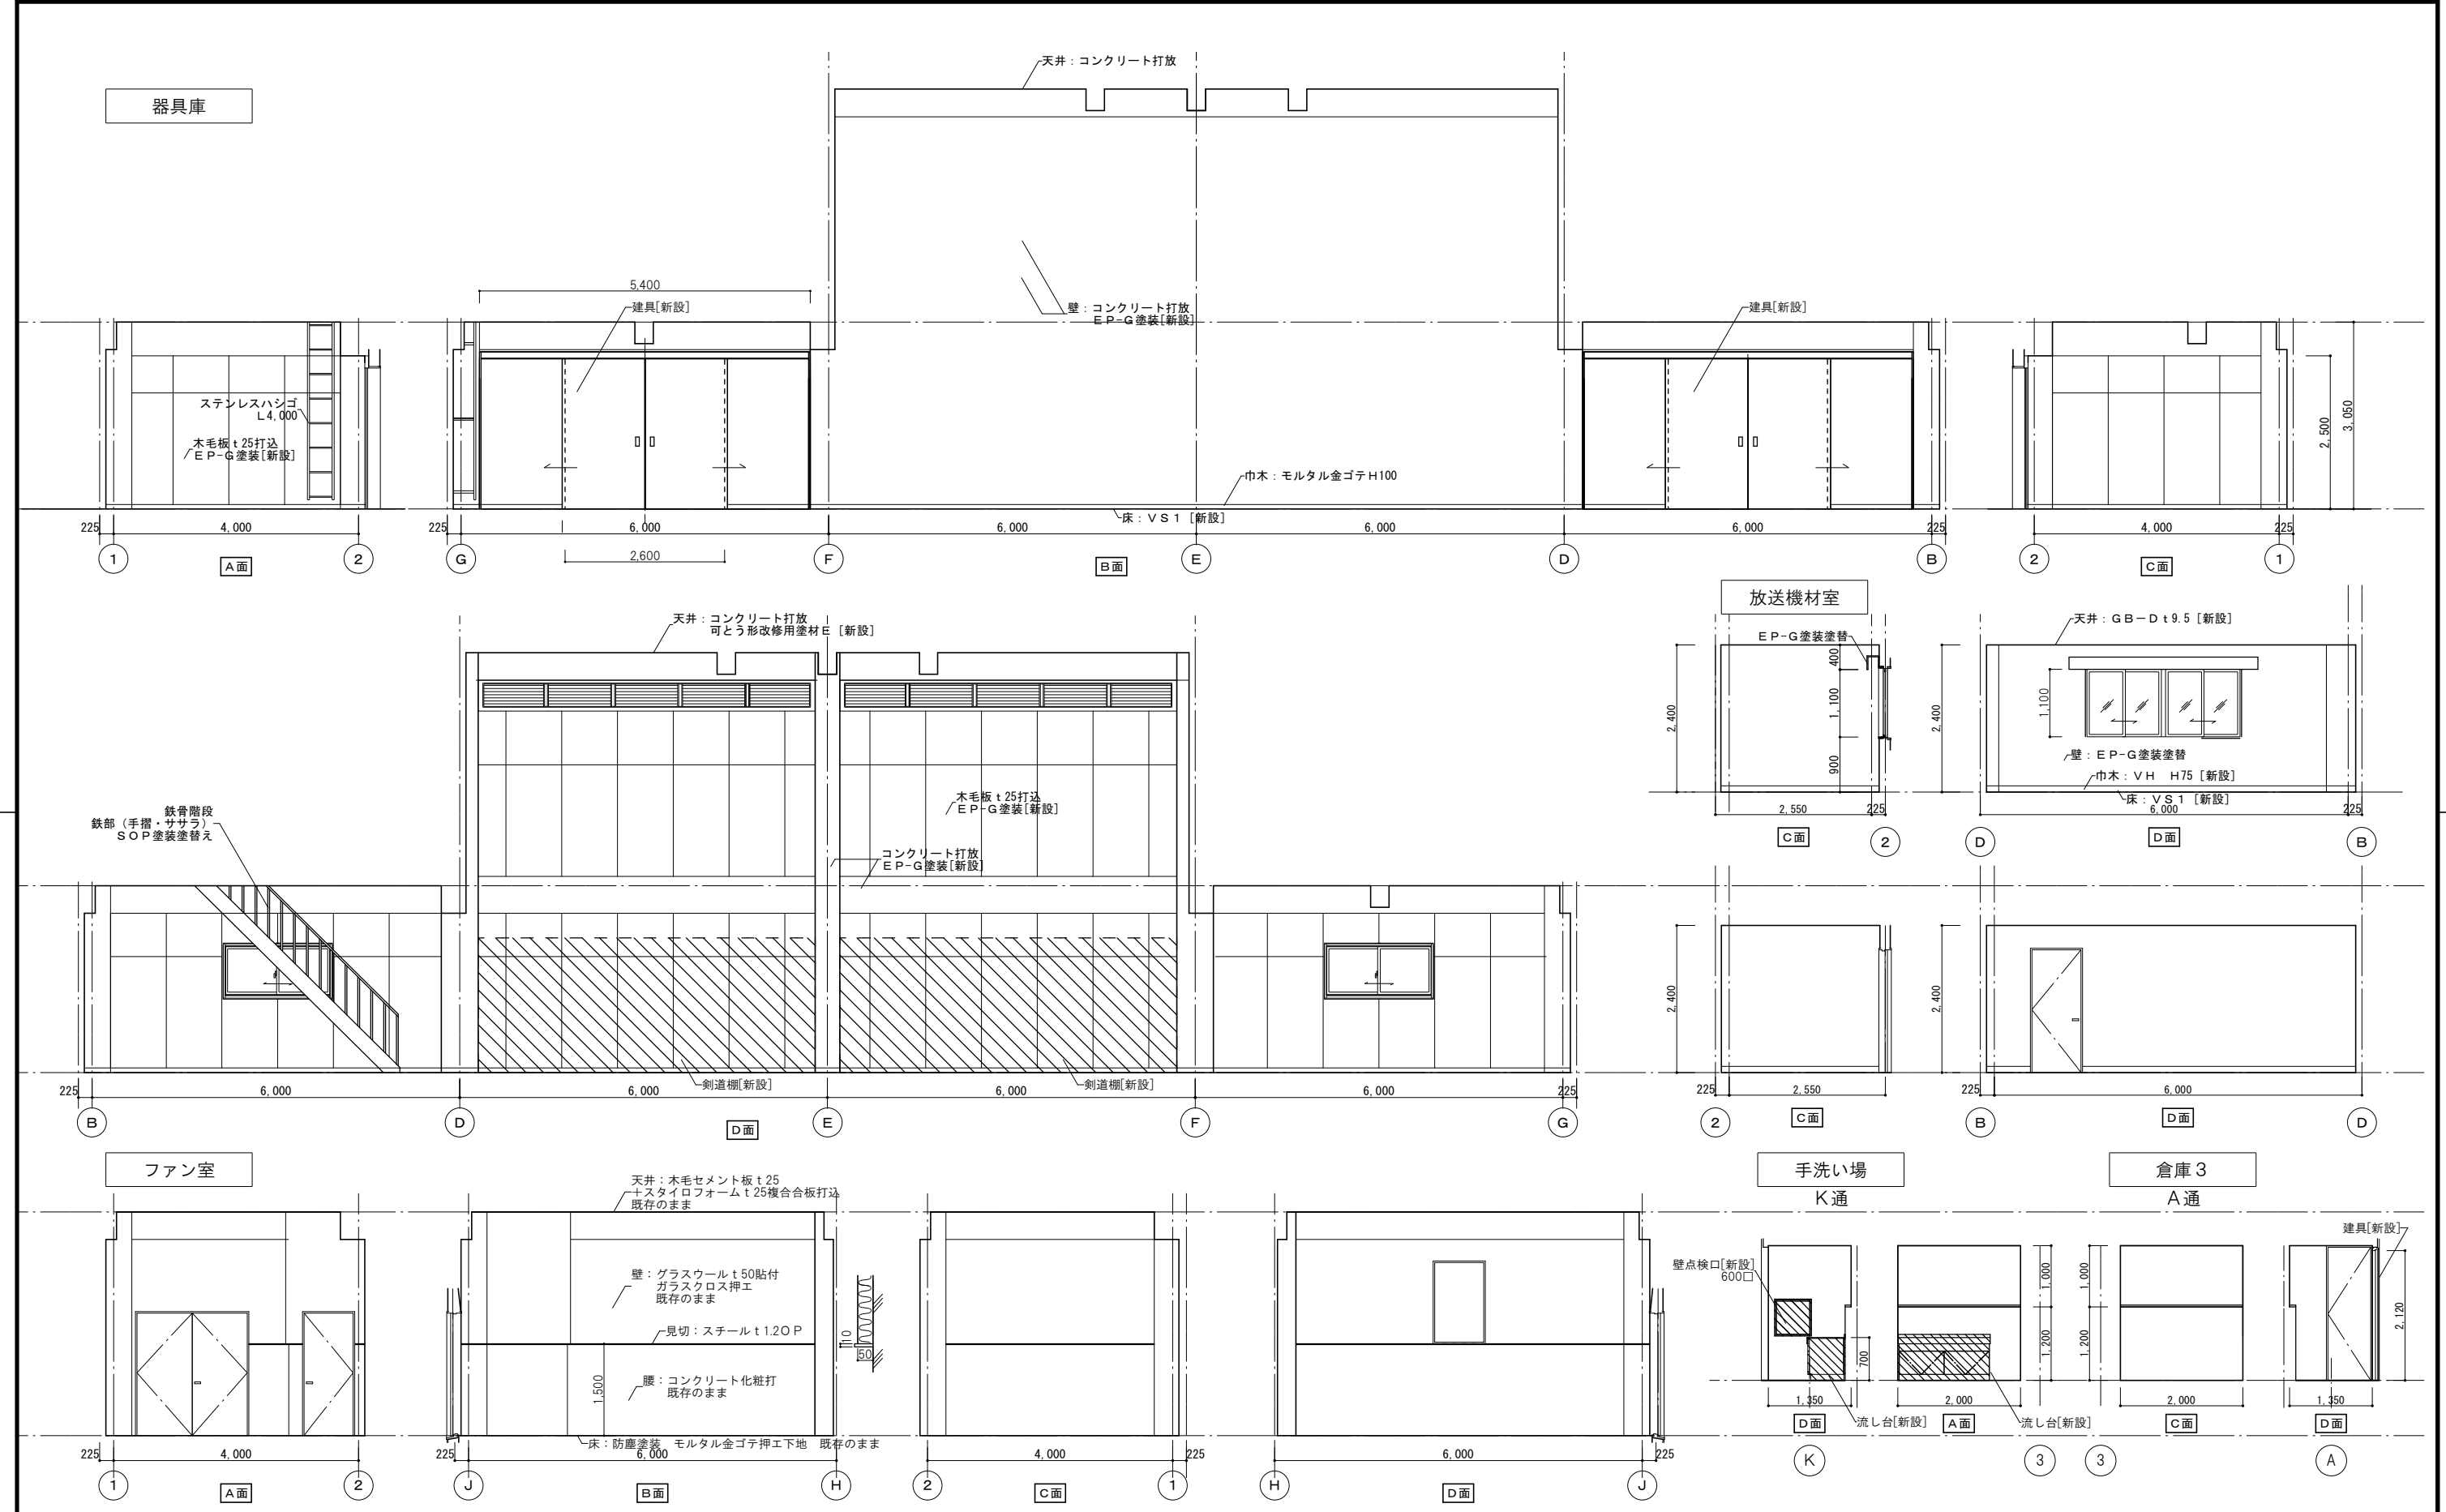 器具庫
天井：コンクリート打放
5,400
建具[新設]
壁：コンクリート打放
ＥＰ-Ｇ塗装[新設]
建具[新設]
ステンレスハシゴ
Ｌ4,000
木毛板ｔ25打込
ＥＰ-Ｇ塗装[新設]
巾木：モルタル金ゴテＨ100
床：ＶＳ１［新設］
2,500
3,050
225
4,000
225
6,000
6,000
6,000
6,000
225
4,000
225
2,600
1
2
G
F
E
D
B
2
1
A面
B面
C面
天井：コンクリート打放
可とう形改修用塗材Ｅ［新設］
木毛板ｔ25打込
ＥＰ-Ｇ塗装[新設]
コンクリート打放
ＥＰ-Ｇ塗装[新設]
鉄骨階段
鉄部（手摺・ササラ）
ＳＯＰ塗装塗替え
剣道棚[新設]
剣道棚[新設]
225
6,000
6,000
6,000
6,000
225
B
D
E
F
G
D面
放送機材室
ＥＰ-Ｇ塗装塗替
天井：ＧＢ－Ｄｔ9.5［新設］
2,400
400
1,100
900
2,400
1,100
壁：ＥＰ-Ｇ塗装塗替
巾木：ＶＨ　Ｈ75［新設］
床：ＶＳ１［新設］
2,550
225
6,000
225
C面
2
D
D面
B
2,400
2,400
225
2,550
225
6,000
2
C面
B
D面
D
ファン室
天井：木毛セメント板ｔ25
＋スタイロフォームｔ25複合合板打込
既存のまま
壁：グラスウールｔ50貼付
ガラスクロス押エ
既存のまま
見切：スチールｔ1.2ＯＰ
10
50
1,500
腰：コンクリート化粧打
既存のまま
床：防塵塗装　モルタル金ゴテ押エ下地　既存のまま
225
4,000
225
6,000
4,000
225
6,000
225
1
A面
2
J
B面
H
2
C面
1
H
D面
J
手洗い場
Ｋ通
倉庫３
Ａ通
建具[新設]
壁点検口[新設]
600□
700
1,000
1,200
1,000
1,200
2,120
1,350
2,000
2,000
1,350
D面
流し台[新設]
A面
流し台[新設]
C面
D面
K
3
3
A